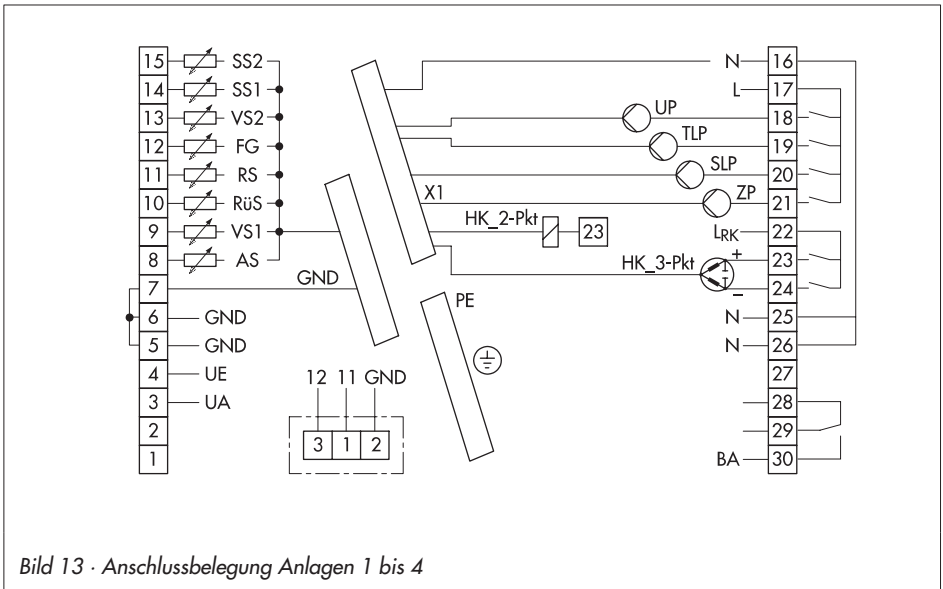 15 SS2 N 16
14 SS1 L 17
13 VS2 UP 18
12 FG TLP 19
11 RS SLP 20
10 RüS X1 ZP 21
9 VS1 HK_2-Pkt 23 LRK 22
8 AS HK_3-Pkt + 23
7 GND − 24
6 GND PE N 25
5 GND N 26
4 UE 12 11 GND 27
3 UA 28
2 3 1 2 29
1 BA 30
Bild 13 · Anschlussbelegung Anlagen 1 bis 4